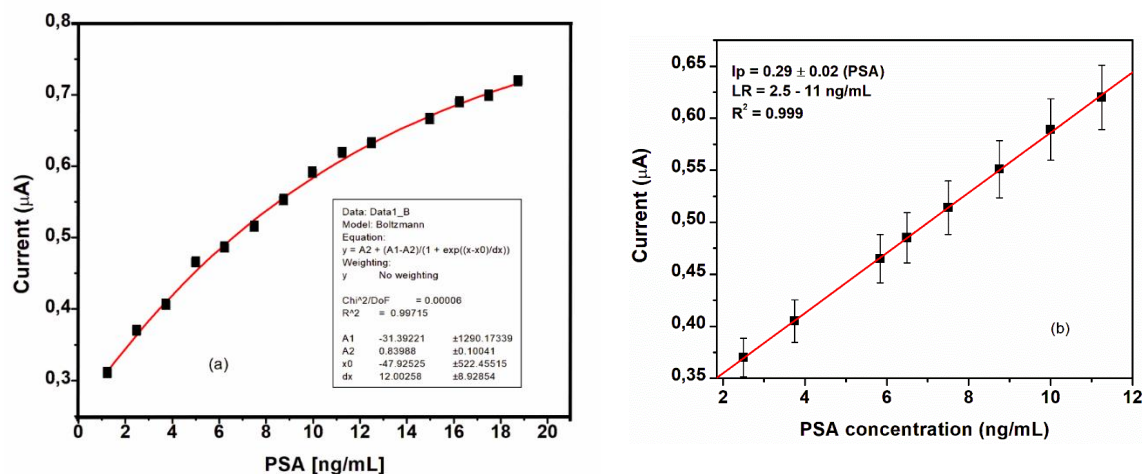 0,8
0,7
0,6
0,5
0,4
0,3
Current (μA)
Data: Data1_B
Model: Boltzmann
Equation:
y = A2 + (A1-A2)/(1 + exp((x-x0)/dx))
Weighting:
y No weighting
Chi^2/DoF = 0.00006
R^2 = 0.99715
A1 -31.39221 ±1290.17339
A2 0.83988 ±0.10041
x0 -47.92525 ±522.45515
dx 12.00258 ±8.92854
(a)
0 2 4 6 8 10 12 14 16 18 20
PSA [ng/mL]
Ip = 0.29 ± 0.02 (PSA)
LR = 2.5 - 11 ng/mL
R2 = 0.999
0,65
0,60
0,55
0,50
0,45
0,40
0,35
Current (μA)
(b)
2 4 6 8 10 12
PSA concentration (ng/mL)